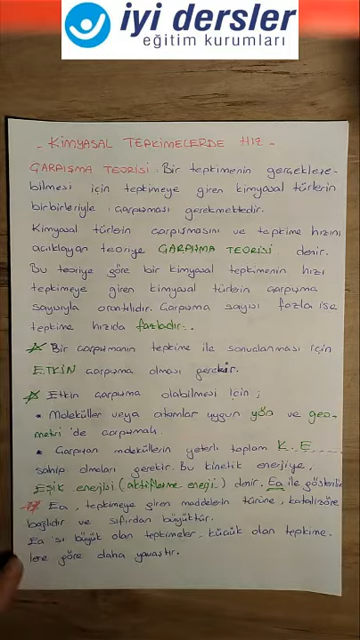 iyi dersler
eğitim kurumları
- KİMYASAL TEPKİMELERDE HIZ -
ÇARPIŞMA TEORİSİ : Bir tepkimenin gerçekleşe-
bilmesi için tepkimeye giren kimyasal türlerin
birbirleriyle çarpışması gerekmektedir.
Kimyasal türlerin çarpışmasını ve tepkime hızını
açıklayan teoriye ÇARPIŞMA TEORİSİ denir.
Bu teoriye göre bir kimyasal tepkimenin hızı
tepkimeye giren kimyasal türlerin çarpışma
sayısıyla orantılıdır. Çarpışma sayısı fazla ise
tepkime hızıda fazladır.
Bir çarpışmanın tepkime ile sonuçlanması için
ETKİN çarpışma olması gerekir.
Etkin çarpışma olabilmesi için ;
• Moleküller veya atomlar uygun yön ve geo-
metri 'de çarpışmalı.
• Çarpışan moleküllerin yeterli toplam K.E....
sahip olmaları gerekir. Bu kinetik enerjiye,
Eşik enerjisi (aktifleşme enerji.) denir. Ea ile gösterilir
Ea, tepkimeye giren maddelerin türüne, katalizöre
bağlıdır ve sıfırdan büyüktür.
Ea 'sı büyük olan tepkimeler, küçük olan tepkime-
lere göre daha yavaştır.